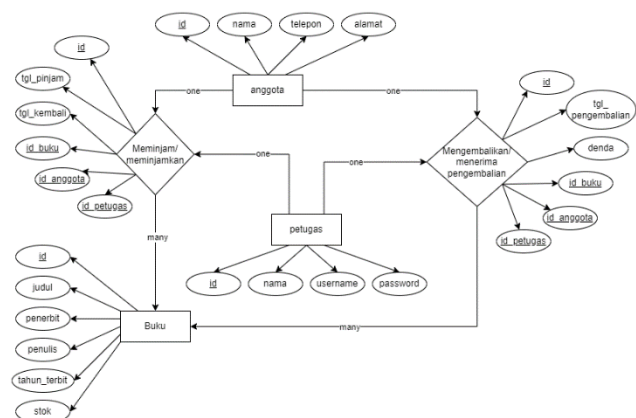 id
nama
telepon
alamat
anggota
one
one
id
tgl_pinjam
tgl_kembali
id_buku
id_anggota
id_petugas
Meminjam/
meminjamkan
id
tgl_
pengembalian
denda
id_buku
id_anggota
id_petugas
Mengembalikan/
menerima
pengembalian
one
one
petugas
id
nama
username
password
many
many
id
judul
penerbit
penulis
tahun_terbit
stok
Buku